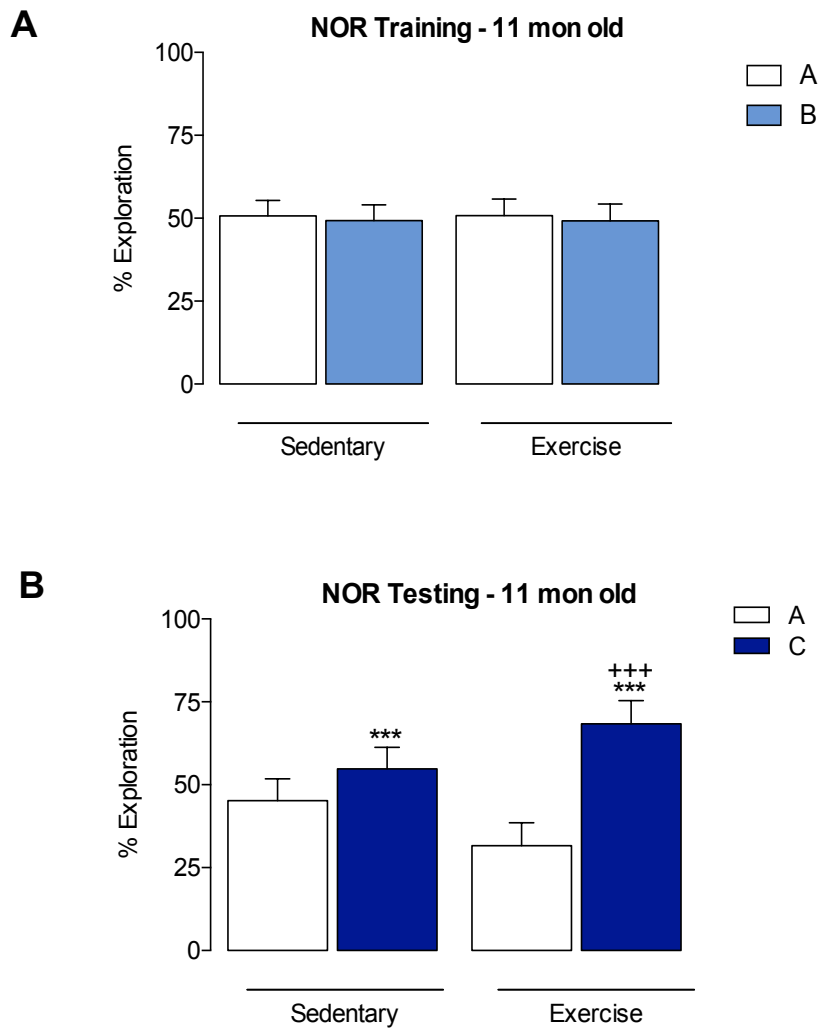 A
NOR Training - 11 mon old
A
B
100
75
50
25
0
% Exploration
Sedentary
Exercise
B
NOR Testing - 11 mon old
A
C
100
75
50
25
0
% Exploration
***
+++
***
Sedentary
Exercise